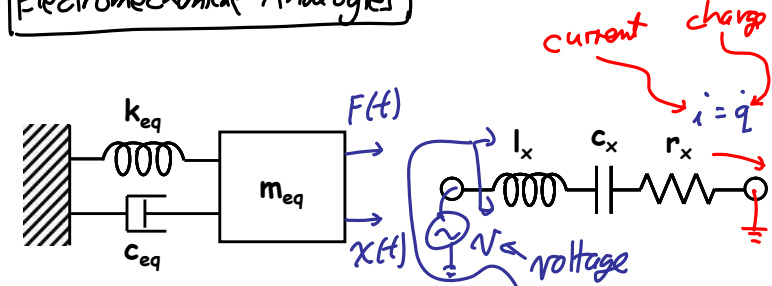 Electromechanical Analogies
current
charge
i = q̇
k_eq
F(t)
l_x
c_x
r_x
m_eq
c_eq
x(t)
v
voltage